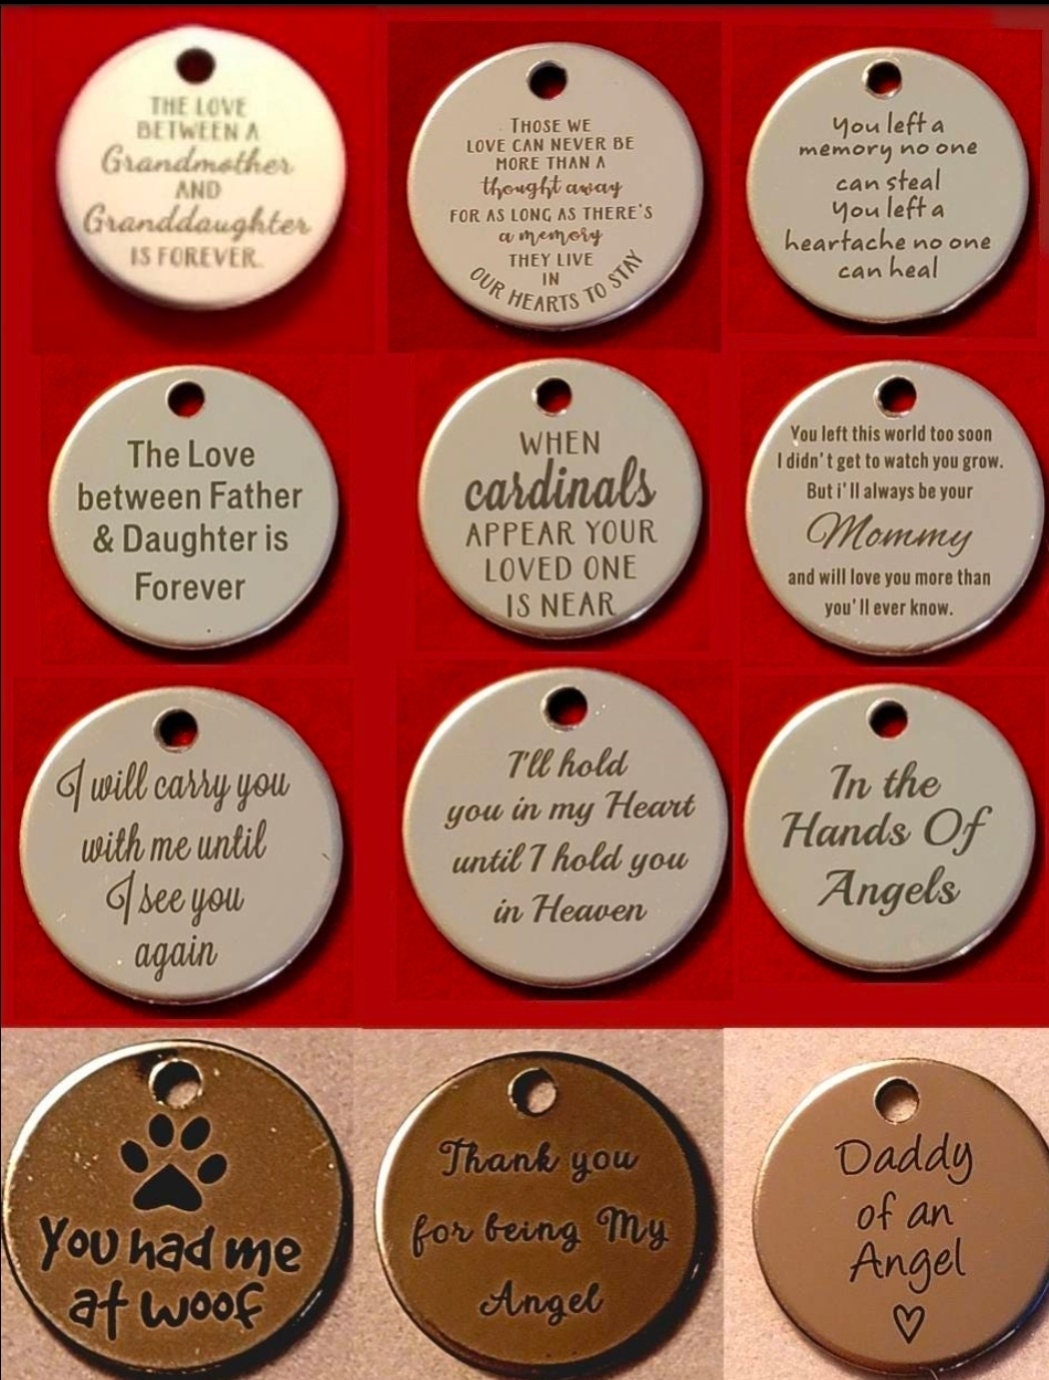 THE LOVE
BETWEEN A
Grandmother
AND
Granddaughter
IS FOREVER.
THOSE WE
LOVE CAN NEVER BE
MORE THAN A
thought away
FOR AS LONG AS THERE'S
a memory
THEY LIVE
IN
OUR HEARTS TO STAY
You left a
memory no one
can steal
You left a
heartache no one
can heal
The Love
between Father
& Daughter is
Forever
WHEN
cardinals
APPEAR YOUR
LOVED ONE
IS NEAR
You left this world too soon
I didn't get to watch you grow.
But i'll always be your
Mommy
and will love you more than
you'll ever know.
I will carry you
with me until
I see you
again
I'll hold
you in my Heart
until I hold you
in Heaven
In the
Hands Of
Angels
You had me
at woof
Thank you
for being My
Angel
Daddy
of an
Angel